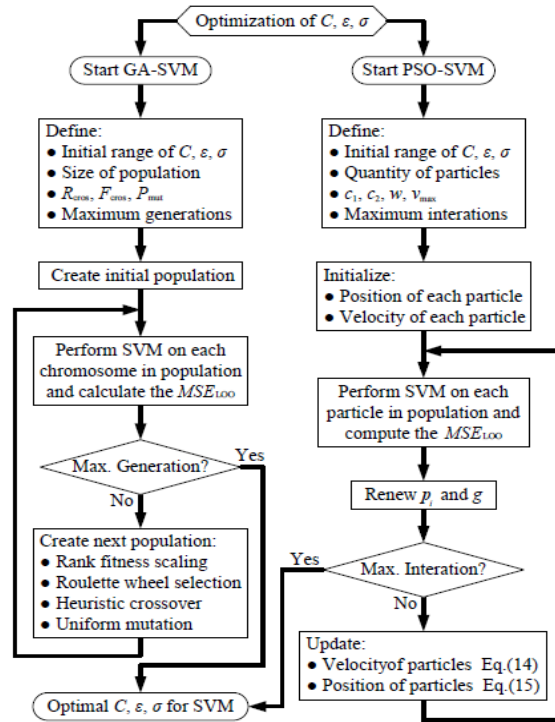 Optimization of C, ε, σ
Start GA-SVM
Define:
● Initial range of C, ε, σ
● Size of population
● Rcros, Fcros, Pmut
● Maximum generations
Create initial population
Perform SVM on each
chromosome in population
and calculate the MSELOO
Max. Generation?
Yes
No
Create next population:
● Rank fitness scaling
● Roulette wheel selection
● Heuristic crossover
● Uniform mutation
Optimal C, ε, σ for SVM
Start PSO-SVM
Define:
● Initial range of C, ε, σ
● Quantity of particles
● c1, c2, w, vmax
● Maximum interations
Initialize:
● Position of each particle
● Velocity of each particle
Perform SVM on each
particle in population and
compute the MSELOO
Renew pi and g
Max. Interation?
Yes
No
Update:
● Velocityof particles Eq.(14)
● Position of particles Eq.(15)